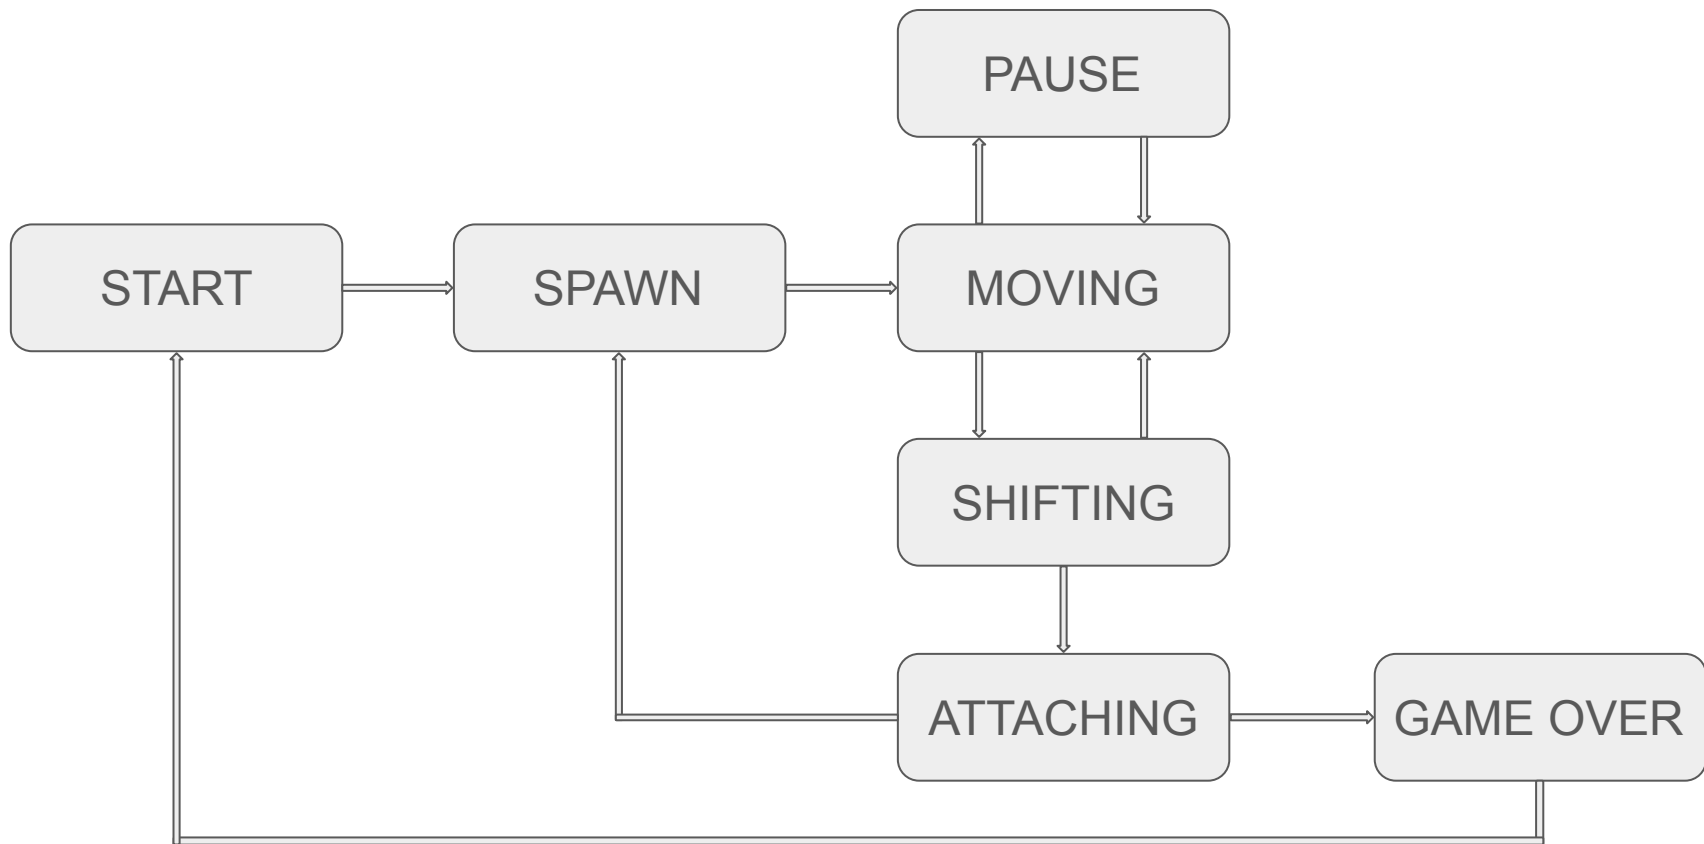 PAUSE
START
SPAWN
MOVING
SHIFTING
ATTACHING
GAME OVER